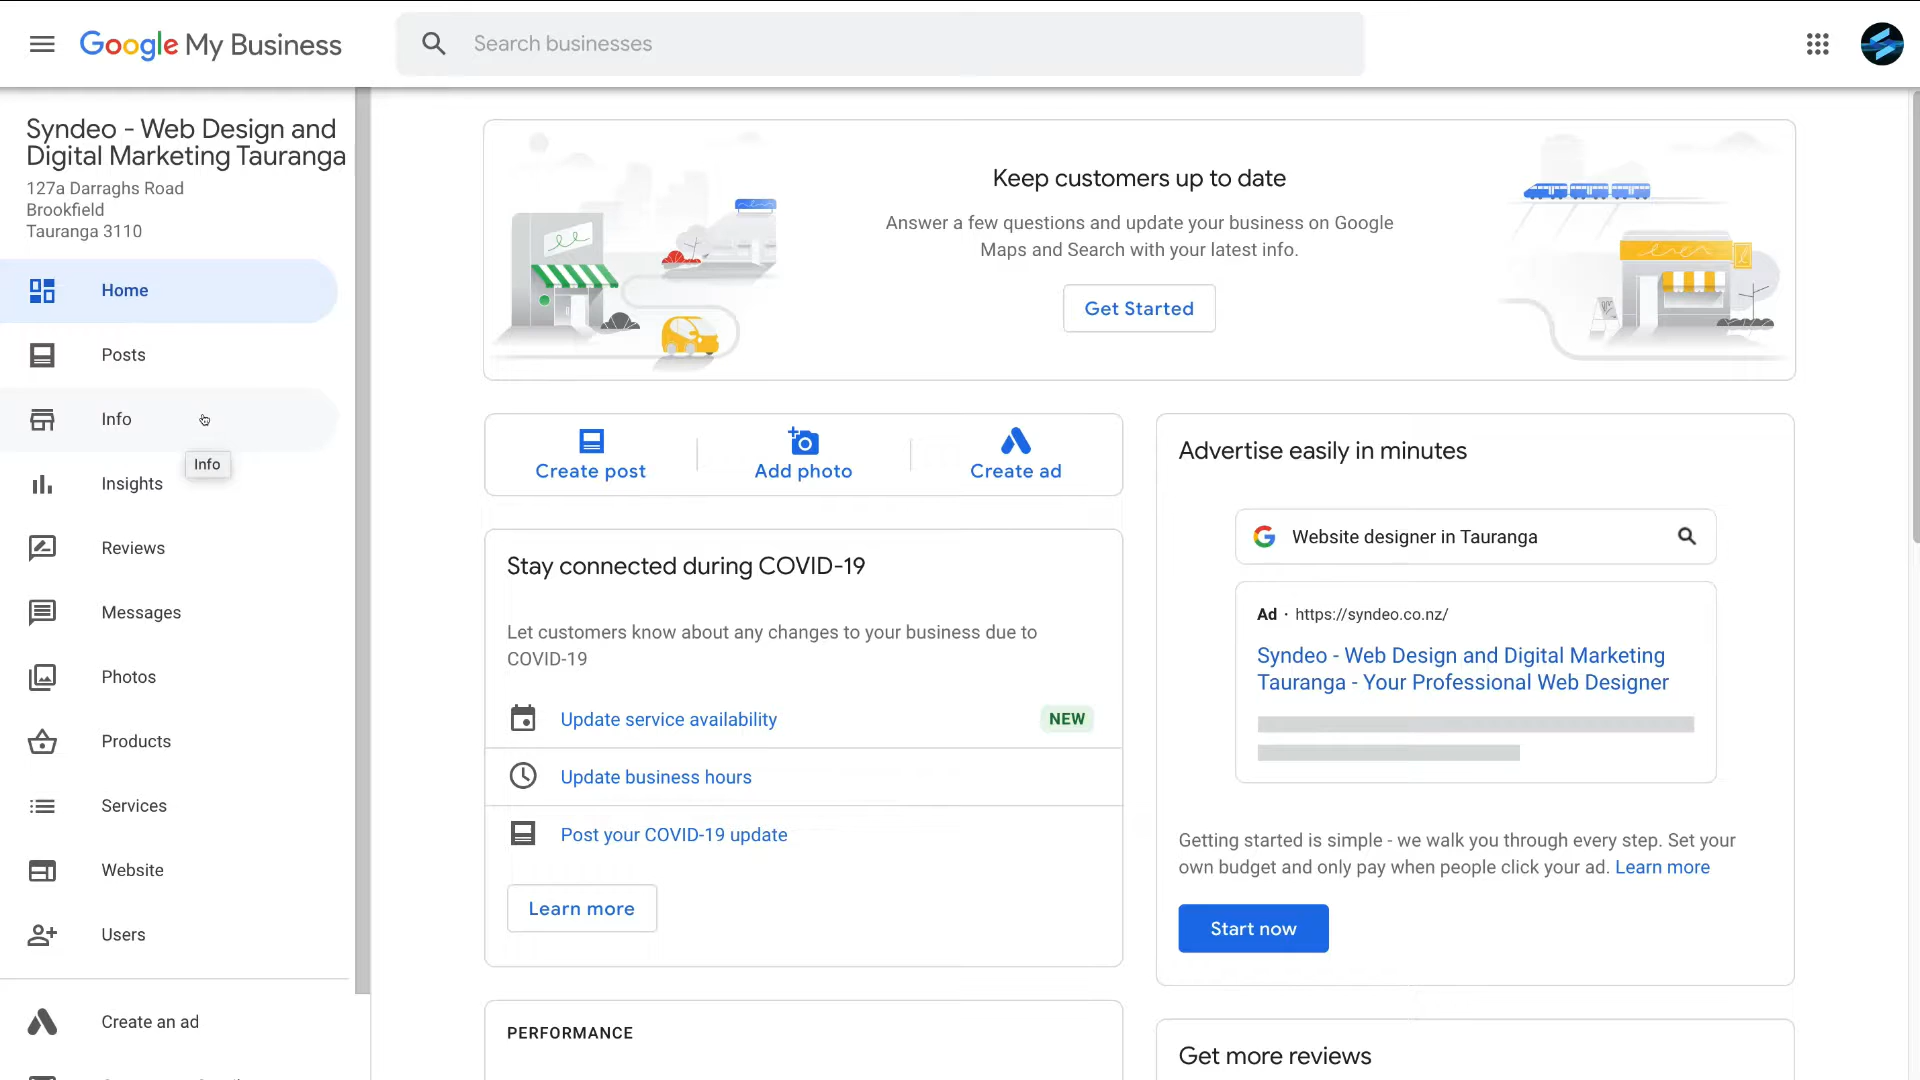 Google My Business
Search businesses
Syndeo - Web Design and
Digital Marketing Tauranga
127a Darraghs Road
Brookfield
Tauranga 3110
Home
Posts
Info
Info
Insights
Reviews
Messages
Photos
Products
Services
Website
Users
Create an ad
Keep customers up to date
Answer a few questions and update your business on Google
Maps and Search with your latest info.
Get Started
Create post
Add photo
Create ad
Stay connected during COVID-19
Let customers know about any changes to your business due to
COVID-19
Update service availability
NEW
Update business hours
Post your COVID-19 update
Learn more
PERFORMANCE
Advertise easily in minutes
Website designer in Tauranga
Ad · https://syndeo.co.nz/
Syndeo - Web Design and Digital Marketing
Tauranga - Your Professional Web Designer
Getting started is simple - we walk you through every step. Set your
own budget and only pay when people click your ad. Learn more
Start now
Get more reviews